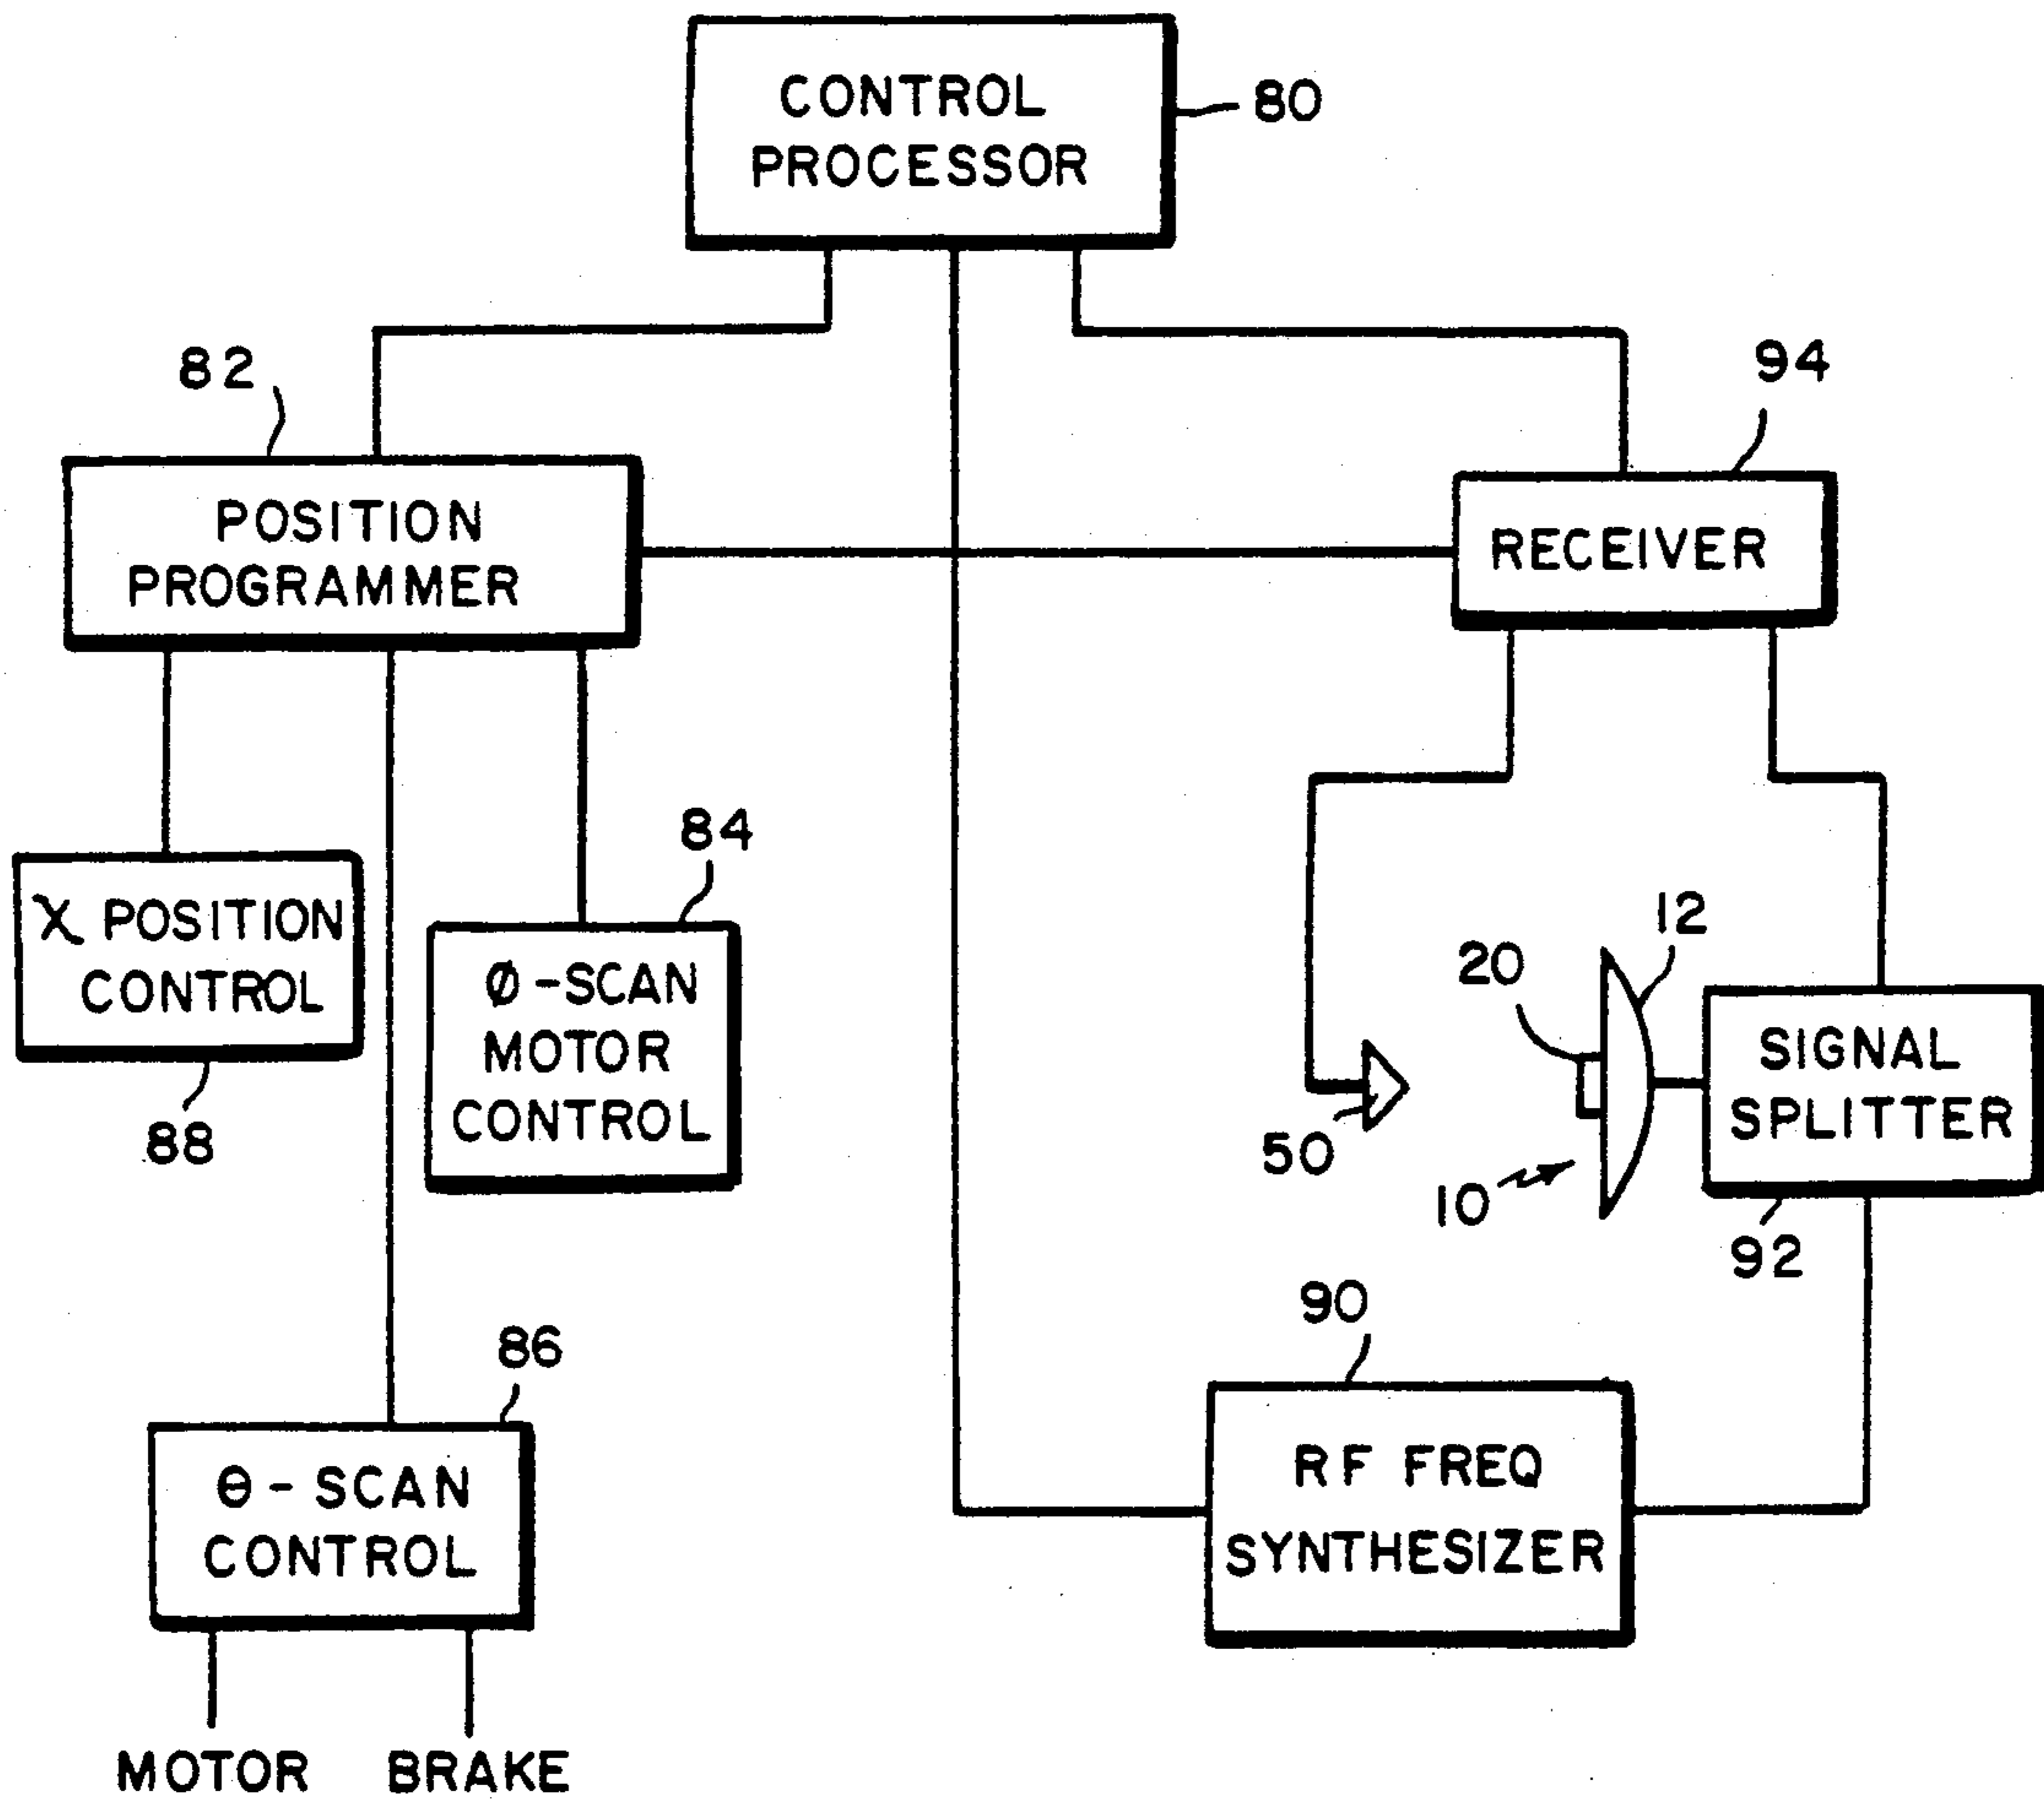 CONTROL
PROCESSOR
80
82
94
POSITION
PROGRAMMER
RECEIVER
84
χ POSITION
CONTROL
88
Ø-SCAN
MOTOR
CONTROL
12
20
SIGNAL
SPLITTER
50
10
92
90
86
RF FREQ
SYNTHESIZER
Θ-SCAN
CONTROL
MOTOR
BRAKE